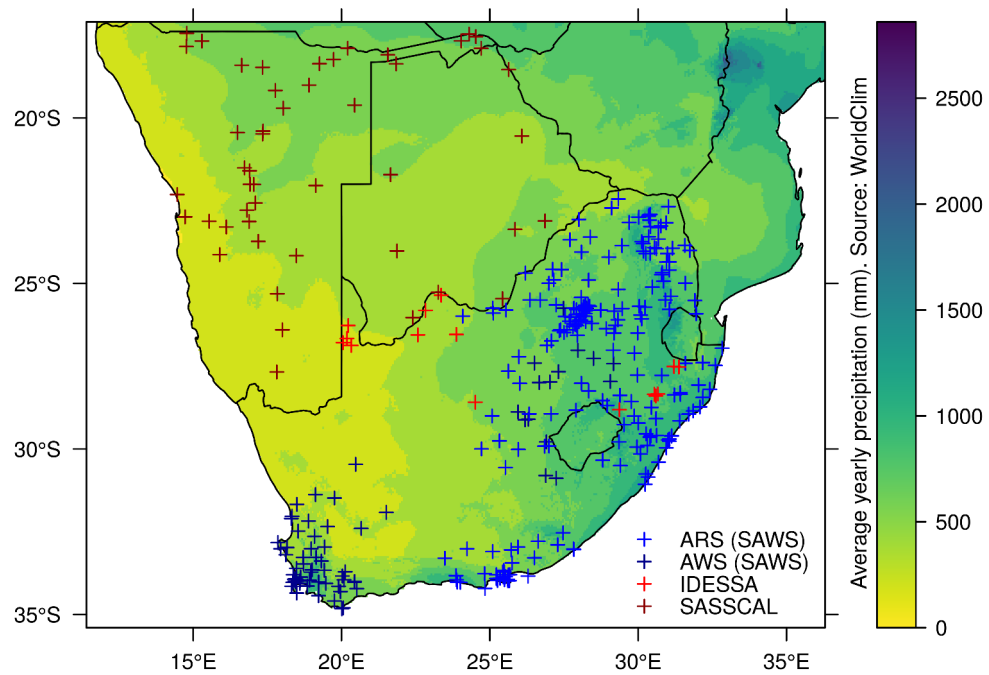 20°S
25°S
30°S
35°S
15°E
20°E
25°E
30°E
35°E
ARS (SAWS)
AWS (SAWS)
IDESSA
SASSCAL
Average yearly precipitation (mm). Source: WorldClim
2500
2000
1500
1000
500
0